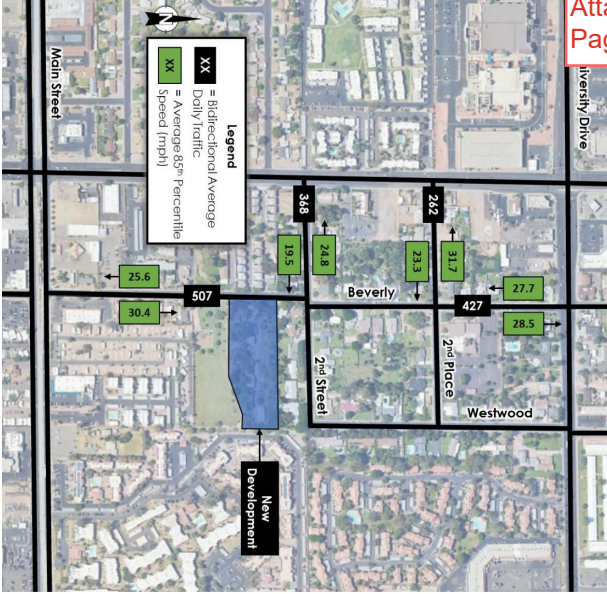 Atta
Pag
N
Main Street
University Drive
Legend
XX = Bidirectional Average
Daily Traffic
XX = Average 85th Percentile
Speed (mph)
368
262
24.8
19.5
31.7
23.3
27.7
25.6
Beverly
507
427
30.4
28.5
2nd Street
2nd Place
Westwood
New
Development